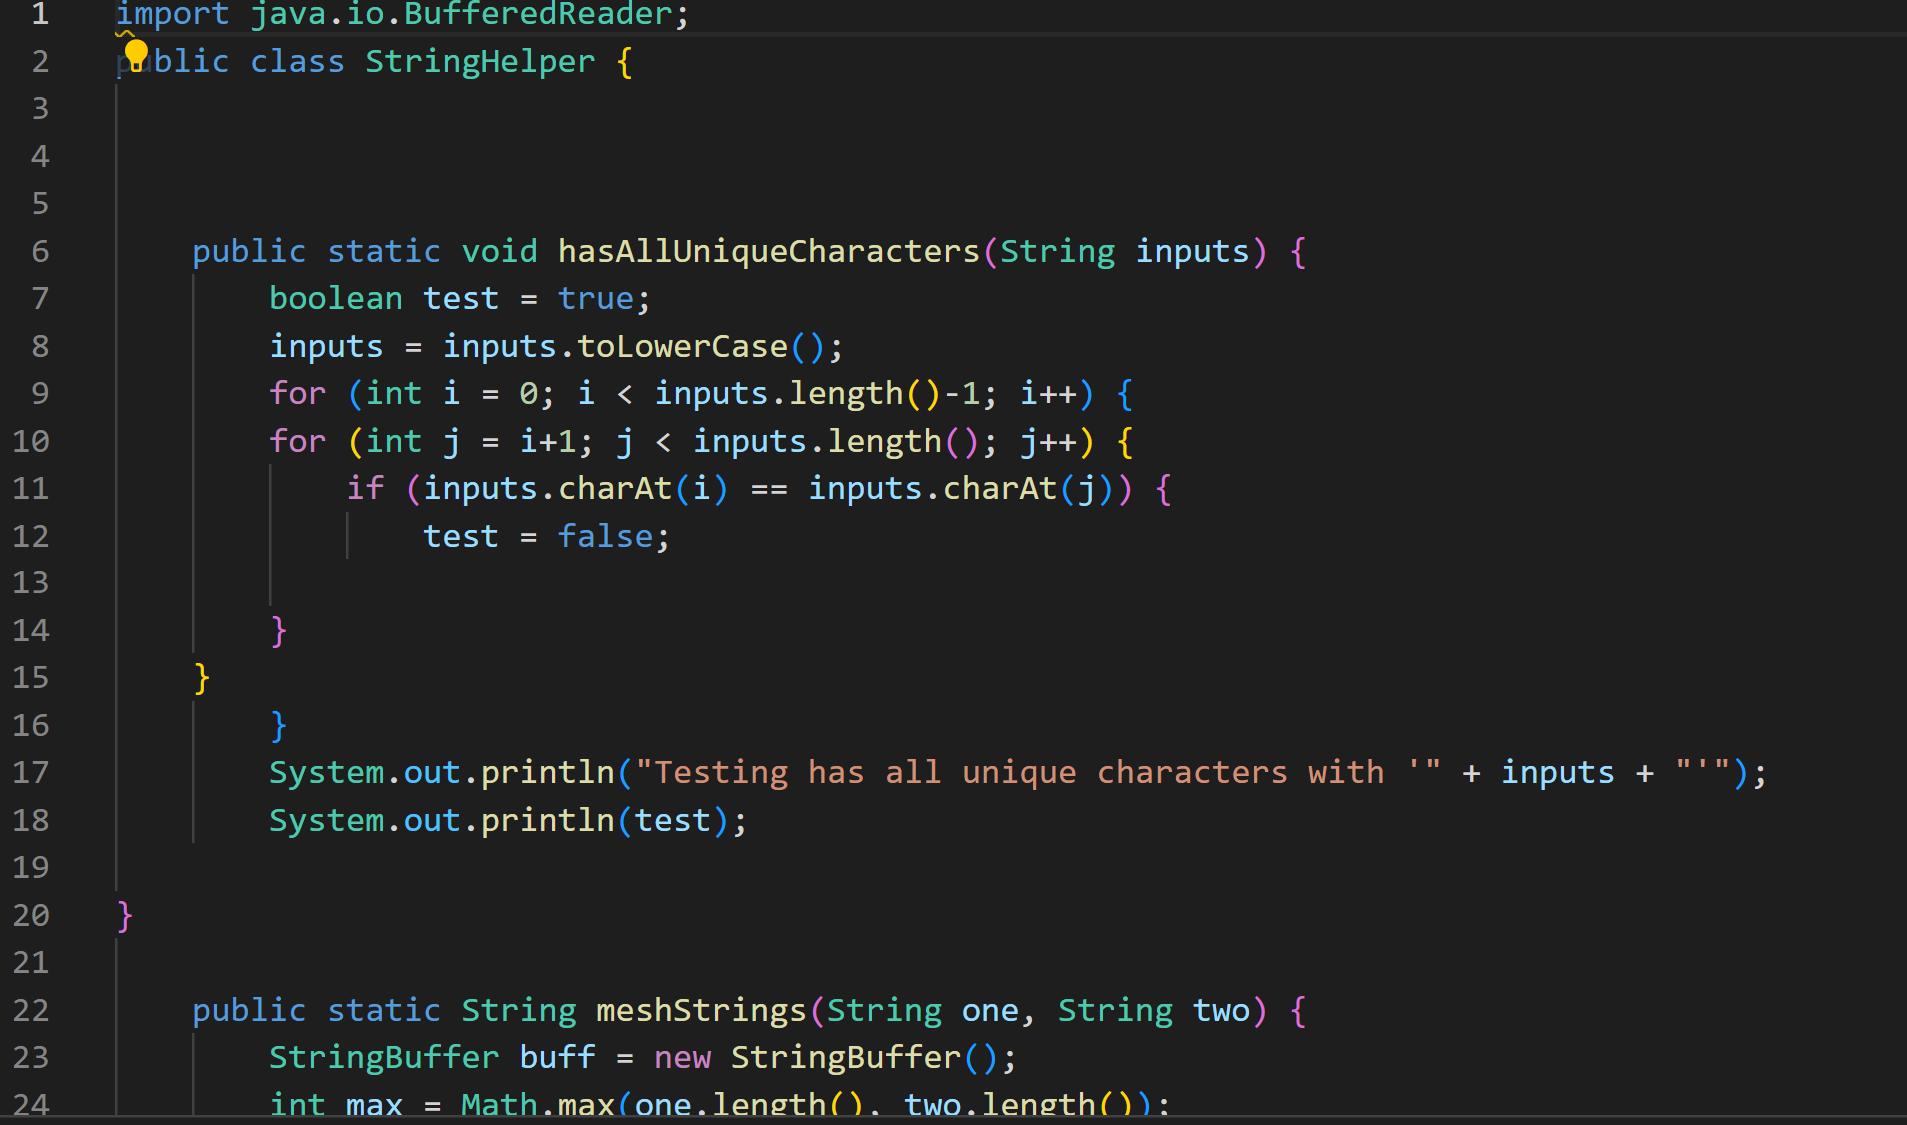 1 import java.io.BufferedReader;
2 public class StringHelper {
3
4
5
6 public static void hasAllUniqueCharacters(String inputs) {
7 boolean test = true;
8 inputs = inputs.toLowerCase();
9 for (int i = 0; i < inputs.length()-1; i++) {
10 for (int j = i+1; j < inputs.length(); j++) {
11 if (inputs.charAt(i) == inputs.charAt(j)) {
12 test = false;
13
14 }
15 }
16 }
17 System.out.println("Testing has all unique characters with '" + inputs + "'");
18 System.out.println(test);
19
20 }
21
22 public static String meshStrings(String one, String two) {
23 StringBuffer buff = new StringBuffer();
24 int max = Math.max(one.length(), two.length());